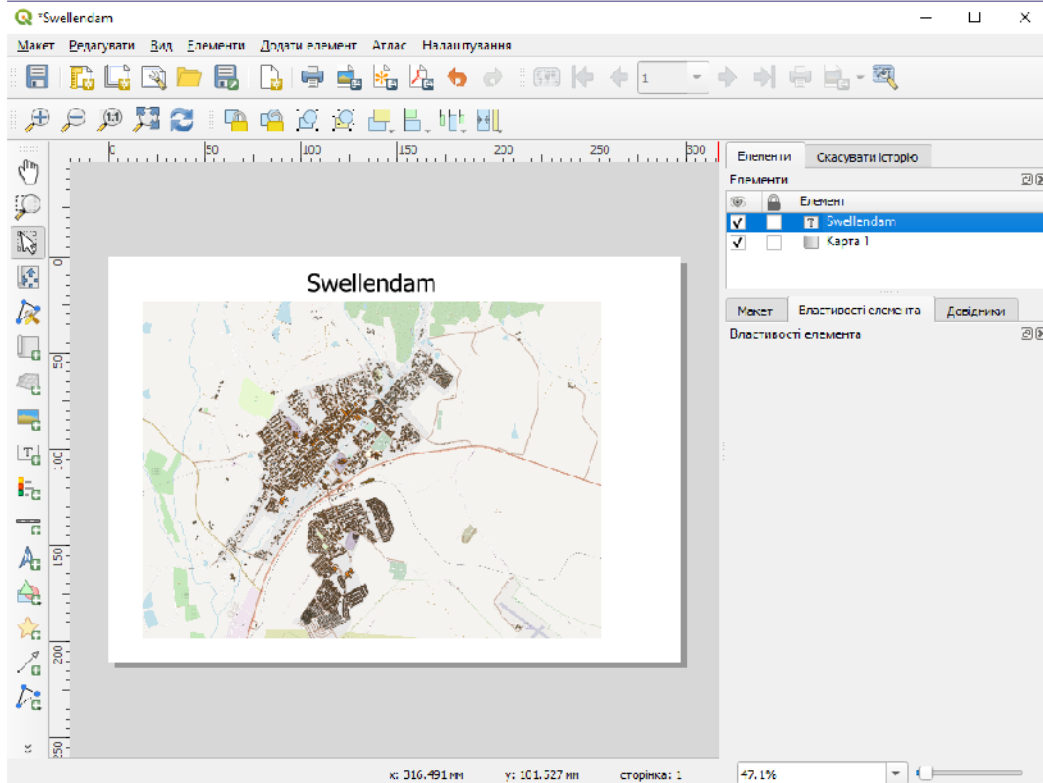 *Swellendam
Макет Редагувати Вид Елементи Додати елемент Атлас Налаштування
1
0 50 100 150 200 250 300
Елементи Скасувати історію
Елементи
Елемент
Swellendam
Карта 1
0
50
100
150
200
250
Swellendam
Макет Властивості елемента Довідники
Властивості елемента
x: 316.491 мм y: 101.527 мм сторінка: 1 47.1%